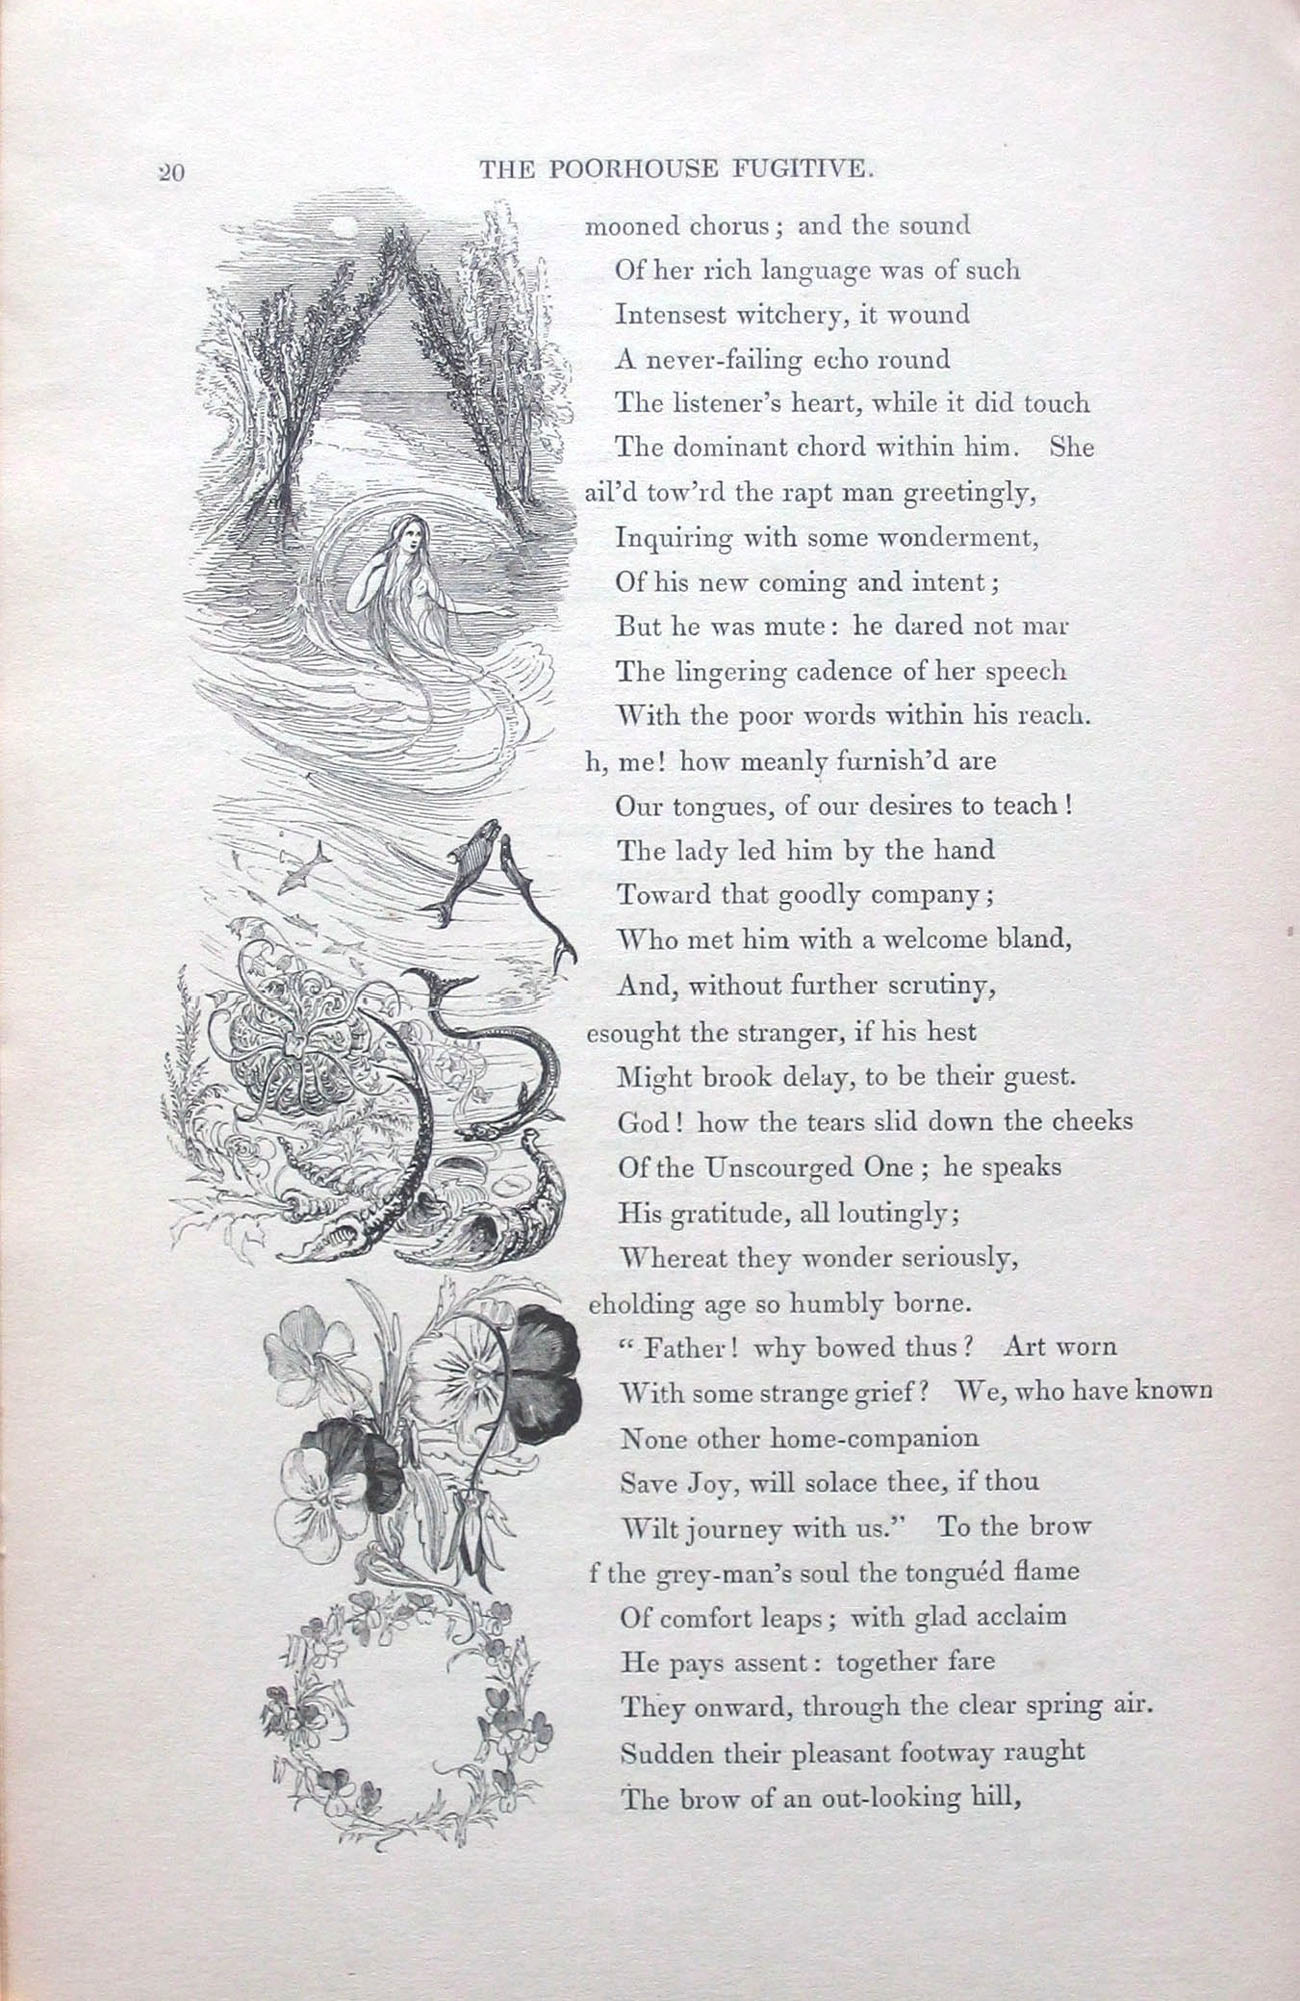 20
THE POORHOUSE FUGITIVE.
A mooned chorus; and the sound
Of her rich language was of such
Intensest witchery, it wound
A never-failing echo round
The listener's heart, while it did touch
The dominant chord within him. She
Sail'd tow'rd the rapt man greetingly,
Inquiring with some wonderment,
Of his new coming and intent;
But he was mute: he dared not mar
The lingering cadence of her speech
With the poor words within his reach.
Ah, me! how meanly furnish'd are
Our tongues, of our desires to teach!
The lady led him by the hand
Toward that goodly company;
Who met him with a welcome bland,
And, without further scrutiny,
Besought the stranger, if his hest
Might brook delay, to be their guest.
God! how the tears slid down the cheeks
Of the Unscourged One; he speaks
His gratitude, all loutingly;
Whereat they wonder seriously,
Beholding age so humbly borne.
"Father! why bowed thus? Art worn
With some strange grief? We, who have known
None other home-companion
Save Joy, will solace thee, if thou
Wilt journey with us." To the brow
Of the grey-man's soul the tonguéd flame
Of comfort leaps; with glad acclaim
He pays assent: together fare
They onward, through the clear spring air.
Sudden their pleasant footway raught
The brow of an out-looking hill,